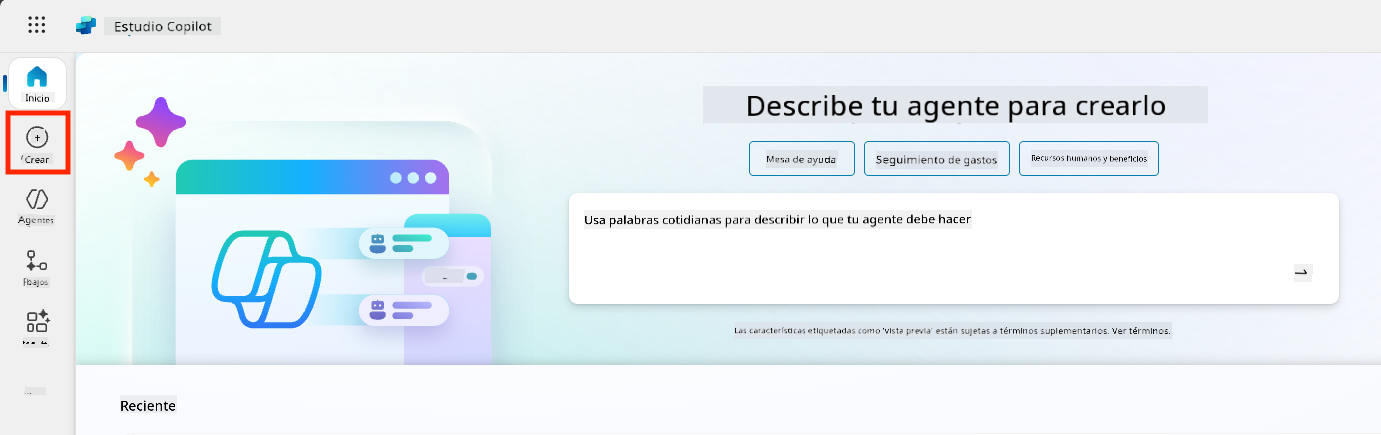 Estudio Copilot
Inicio
Crear
Agentes
Describe tu agente para crearlo
Mesa de ayuda
Seguimiento de gastos
Recursos humanos y beneficios
Usa palabras cotidianas para describir lo que tu agente debe hacer
Las características etiquetadas como 'vista previa' están sujetas a términos suplementarios. Ver términos.
Reciente